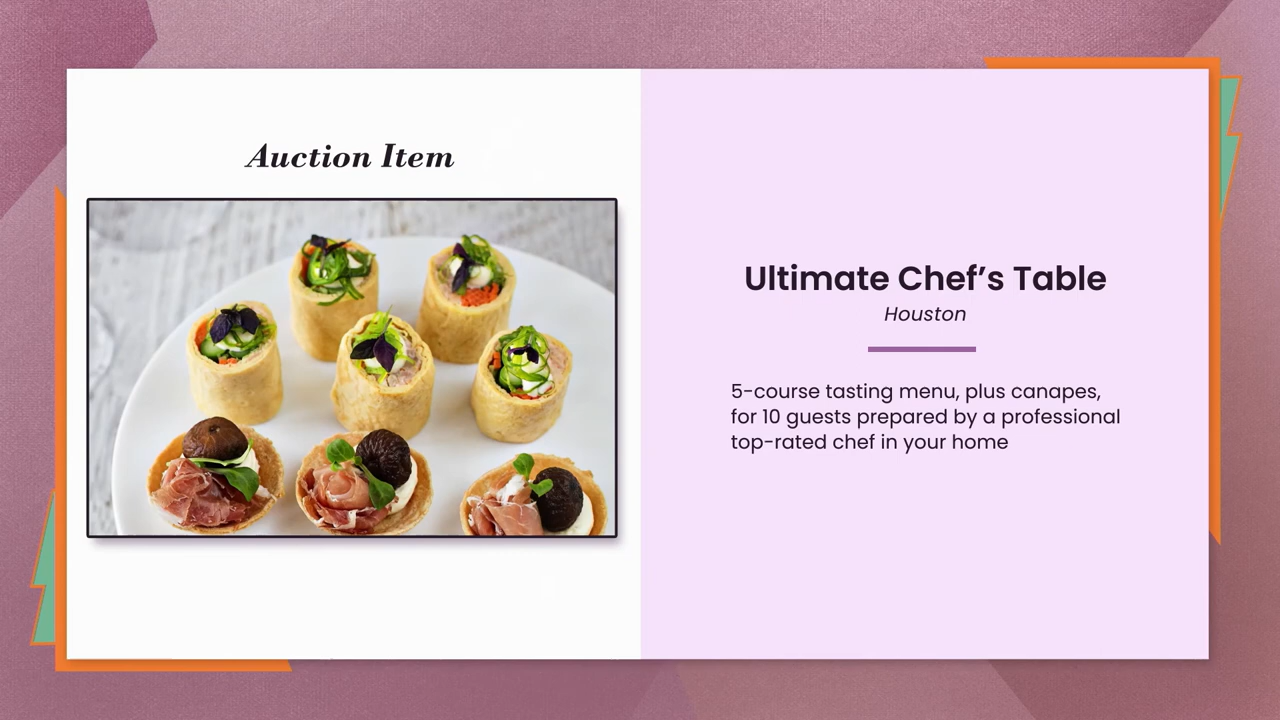 Auction Item
Ultimate Chef’s Table
Houston
5-course tasting menu, plus canapes,
for 10 guests prepared by a professional
top-rated chef in your home